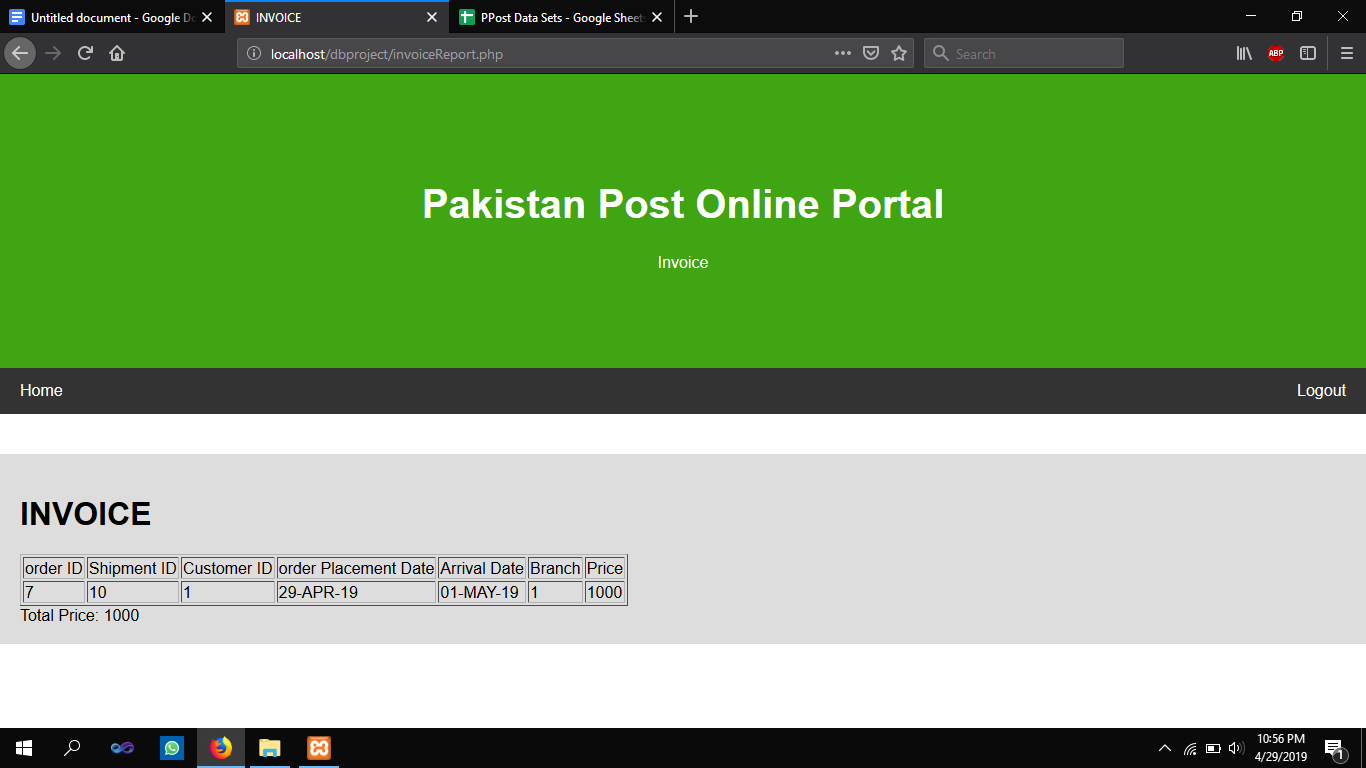 Untitled document - Google Do
INVOICE
PPost Data Sets - Google Sheet
localhost/dbproject/invoiceReport.php
Search
ABP
Pakistan Post Online Portal
Invoice
Home
Logout
INVOICE
order ID Shipment ID Customer ID order Placement Date Arrival Date Branch Price
7 10 1 29-APR-19 01-MAY-19 1 1000
Total Price: 1000
10:56 PM
4/29/2019
1